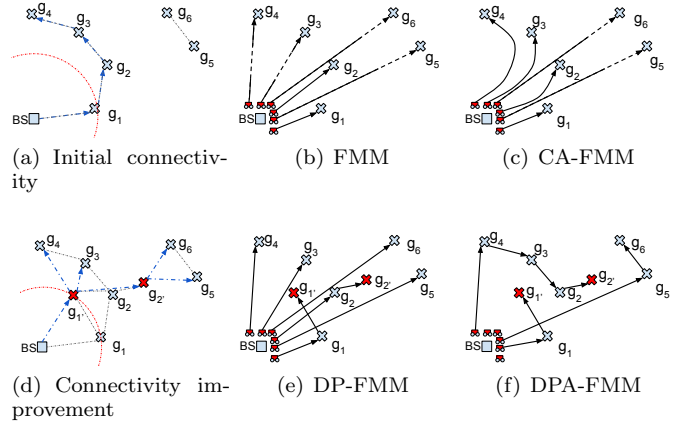 g4
g3
g2
g1
g6
g5
BS
g4
g3
g6
g2
g5
BS
g1
g4
g3
g6
g2
g5
BS
g1
(a) Initial connectiv-
ity
(b) FMM
(c) CA-FMM
g4
g3
g6
g1'
g2
g2'
g5
BS
g1
g4
g3
g6
g1'
g2
g2'
g5
BS
g1
g4
g3
g6
g1'
g2
g2'
g5
BS
g1
(d) Connectivity im-
provement
(e) DP-FMM
(f) DPA-FMM